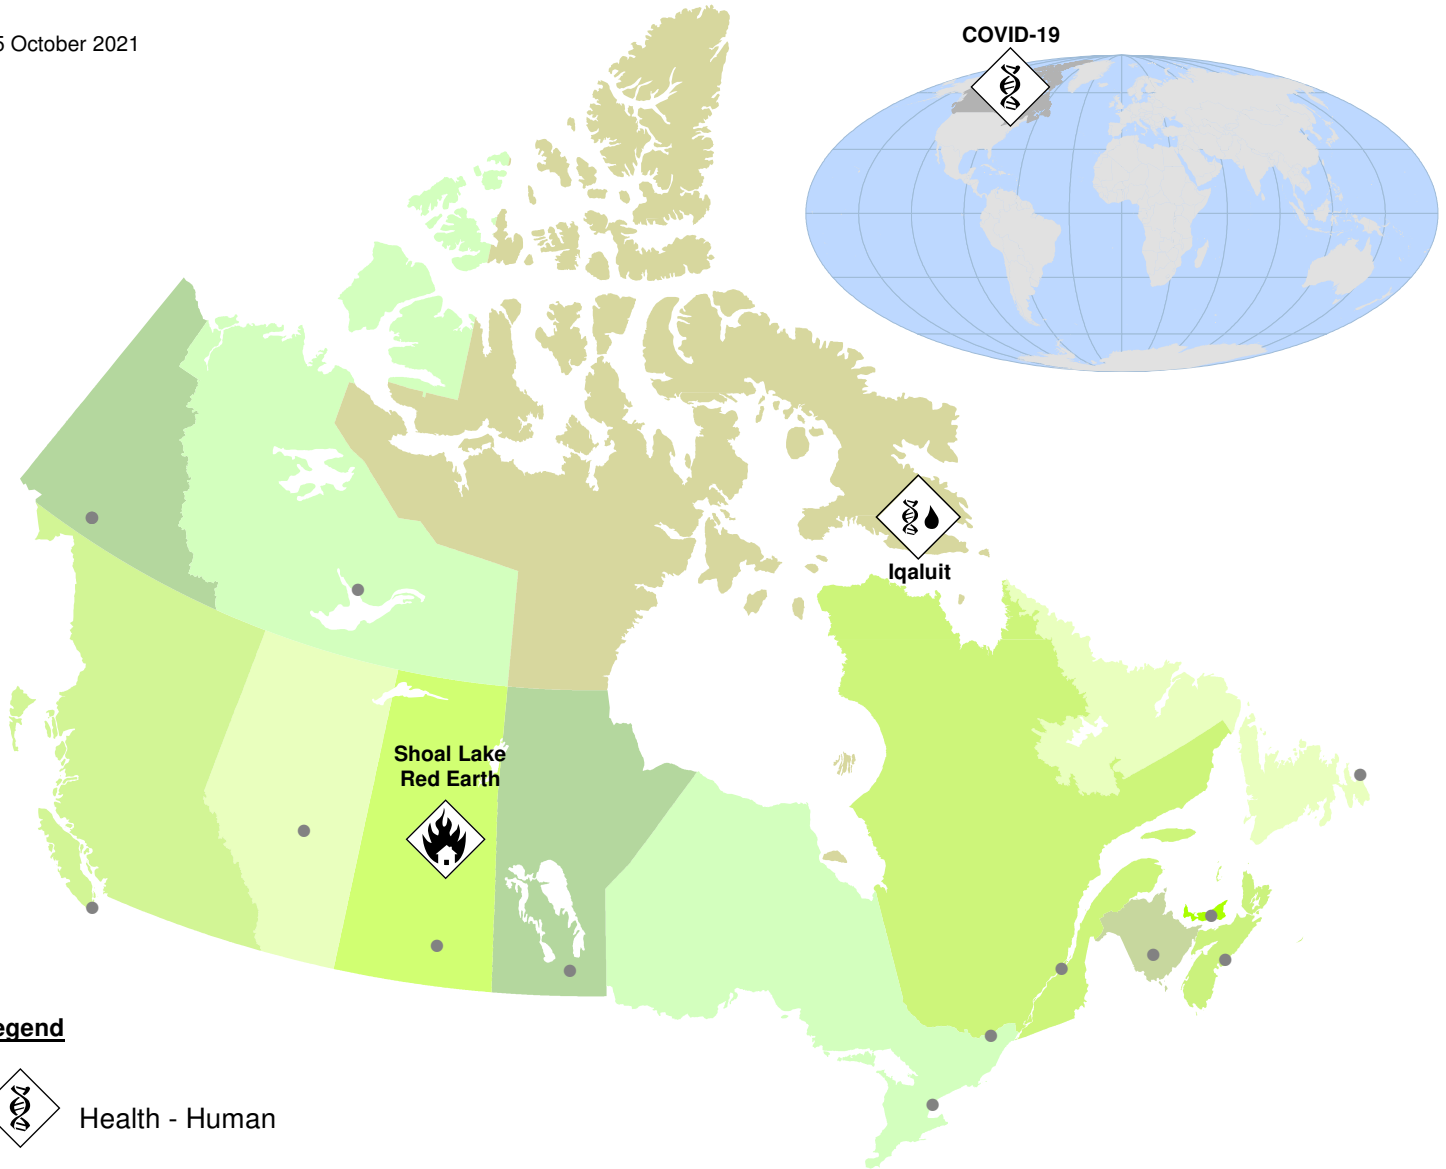 5 October 2021
COVID-19
Iqaluit
Shoal Lake
Red Earth
egend
Health - Human